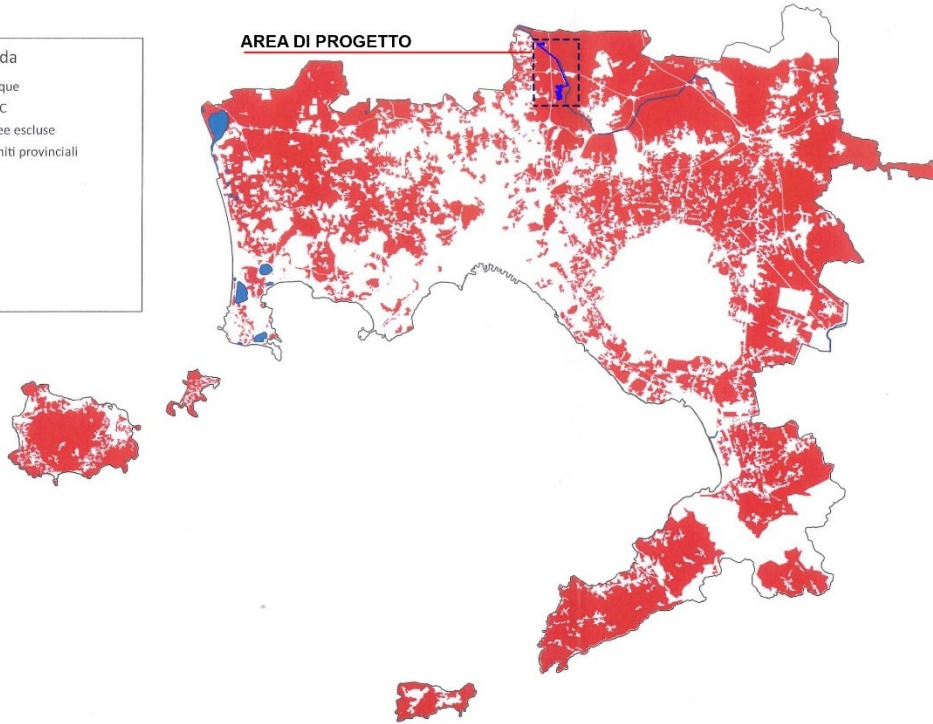 AREA DI PROGETTO
da
que
C
ee escluse
niti provinciali